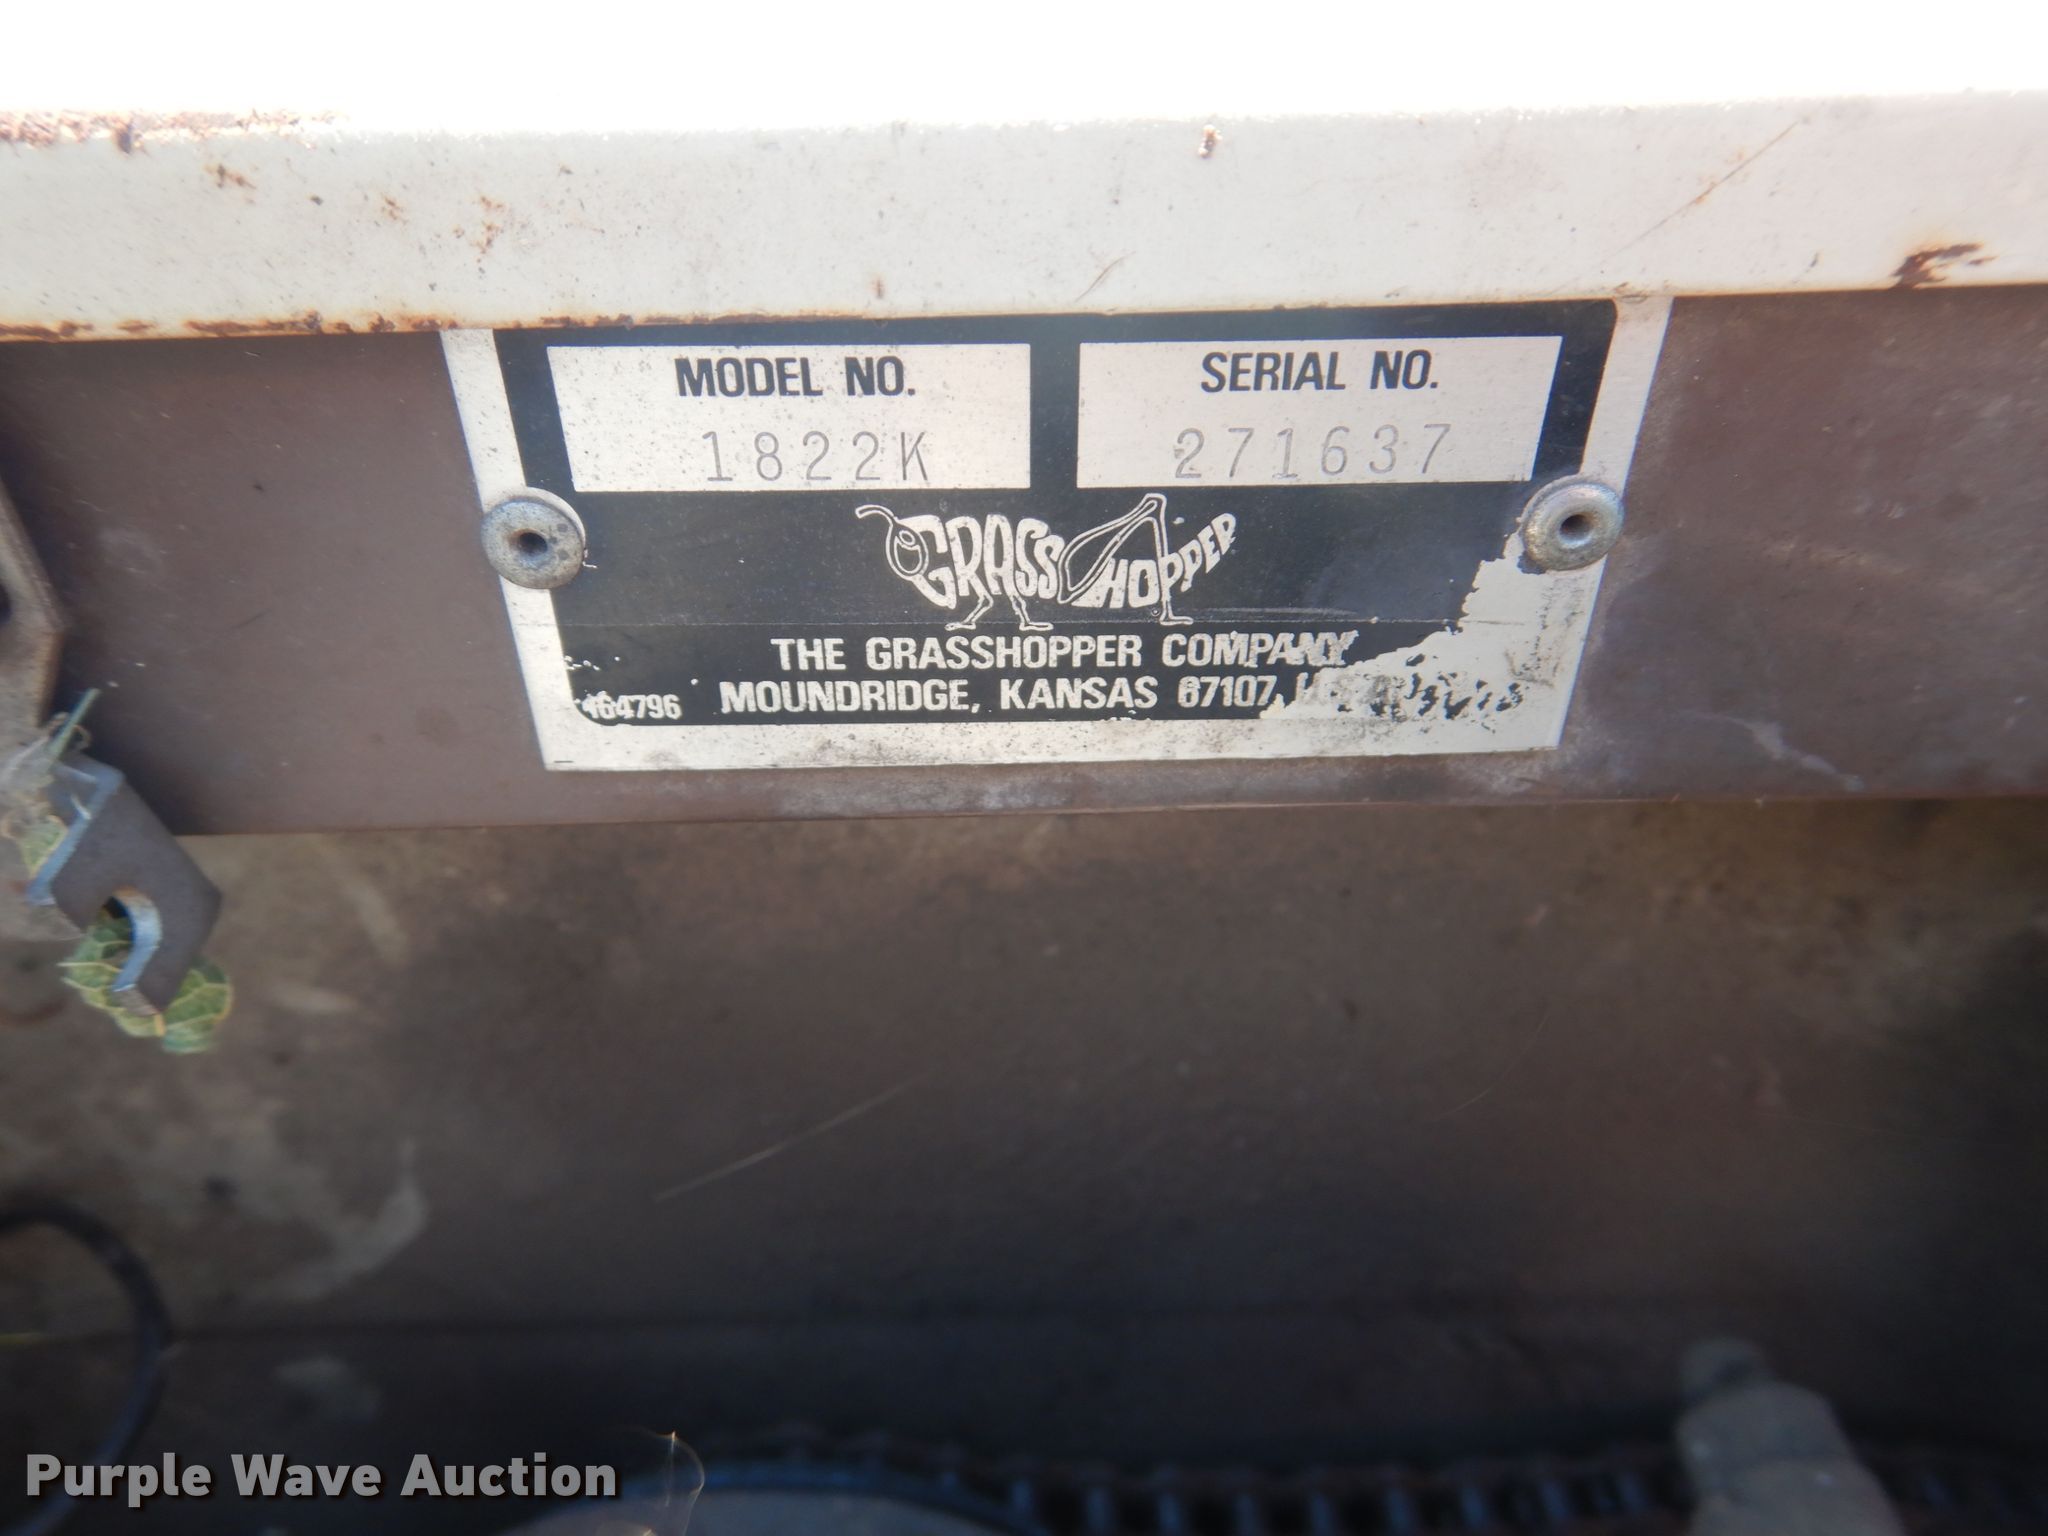 MODEL NO.
1822K
SERIAL NO.
271637
GRASSHOPPER
THE GRASSHOPPER COMPANY
MOUNDRIDGE, KANSAS 67107,
464796
Purple Wave Auction